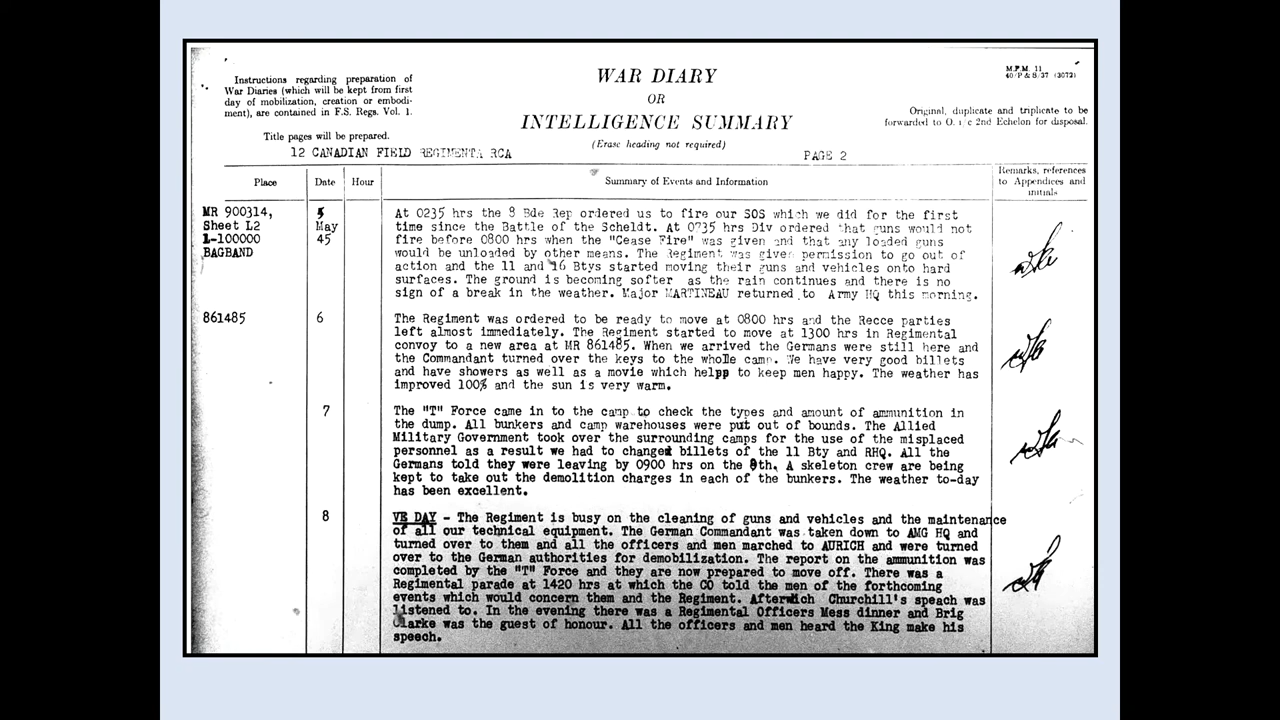 Instructions regarding preparation of
War Diaries (which will be kept from first
day of mobilization, creation or embodi-
ment), are contained in F.S. Regs. Vol. 1.
Title pages will be prepared.
WAR DIARY
OR
INTELLIGENCE SUMMARY
(Erase heading not required)
M.F.M. 11
40/P & S/37 (3072)
Original, duplicate and triplicate to be
forwarded to O. i/c 2nd Echelon for disposal.
12 CANADIAN FIELD REGIMENTA RCA
PAGE 2
Place Date Hour Summary of Events and Information
Remarks, references
to Appendices and
initials
MR 900314,
Sheet L2
1-100000
BAGBAND
5
May
45
At 0235 hrs the 8 Bde Rep ordered us to fire our SOS which we did for the first
time since the Battle of the Scheldt. At 0735 hrs Div ordered that guns would not
fire before 0800 hrs when the "Cease Fire" was given and that any loaded guns
would be unloaded by other means. The Regiment was given permission to go out of
action and the 11 and 16 Btys started moving their guns and vehicles onto hard
surfaces. The ground is becoming softer as the rain continues and there is no
sign of a break in the weather. Major MARTINEAU returned to Army HQ this morning.
861485
6
The Regiment was ordered to be ready to move at 0800 hrs and the Recce parties
left almost immediately. The Regiment started to move at 1300 hrs in Regimental
convoy to a new area at MR 861485. When we arrived the Germans were still here and
the Commandant turned over the keys to the whole camp. We have very good billets
and have showers as well as a movie which helpp to keep men happy. The weather has
improved 100% and the sun is very warm.
7
The "T" Force came in to the camp to check the types and amount of ammunition in
the dump. All bunkers and camp warehouses were put out of bounds. The Allied
Military Government took over the surrounding camps for the use of the misplaced
personnel as a result we had to change billets of the 11 Bty and RHQ. All the
Germans told they were leaving by 0900 hrs on the 8th. A skeleton crew are being
kept to take out the demolition charges in each of the bunkers. The weather to-day
has been excellent.
8
VE DAY - The Regiment is busy on the cleaning of guns and vehicles and the maintenance
of all our technical equipment. The German Commandant was taken down to AMG HQ and
turned over to them and all the officers and men marched to AURICH and were turned
over to the German authorities for demobilization. The report on the ammunition was
completed by the "T" Force and they are now prepared to move off. There was a
Regimental parade at 1420 hrs at which the CO told the men of the forthcoming
events which would concern them and the Regiment. Afterwhich Churchill's speach was
listened to. In the evening there was a Regimental Officers Mess dinner and Brig
Clarke was the guest of honour. All the officers and men heard the King make his
speech.